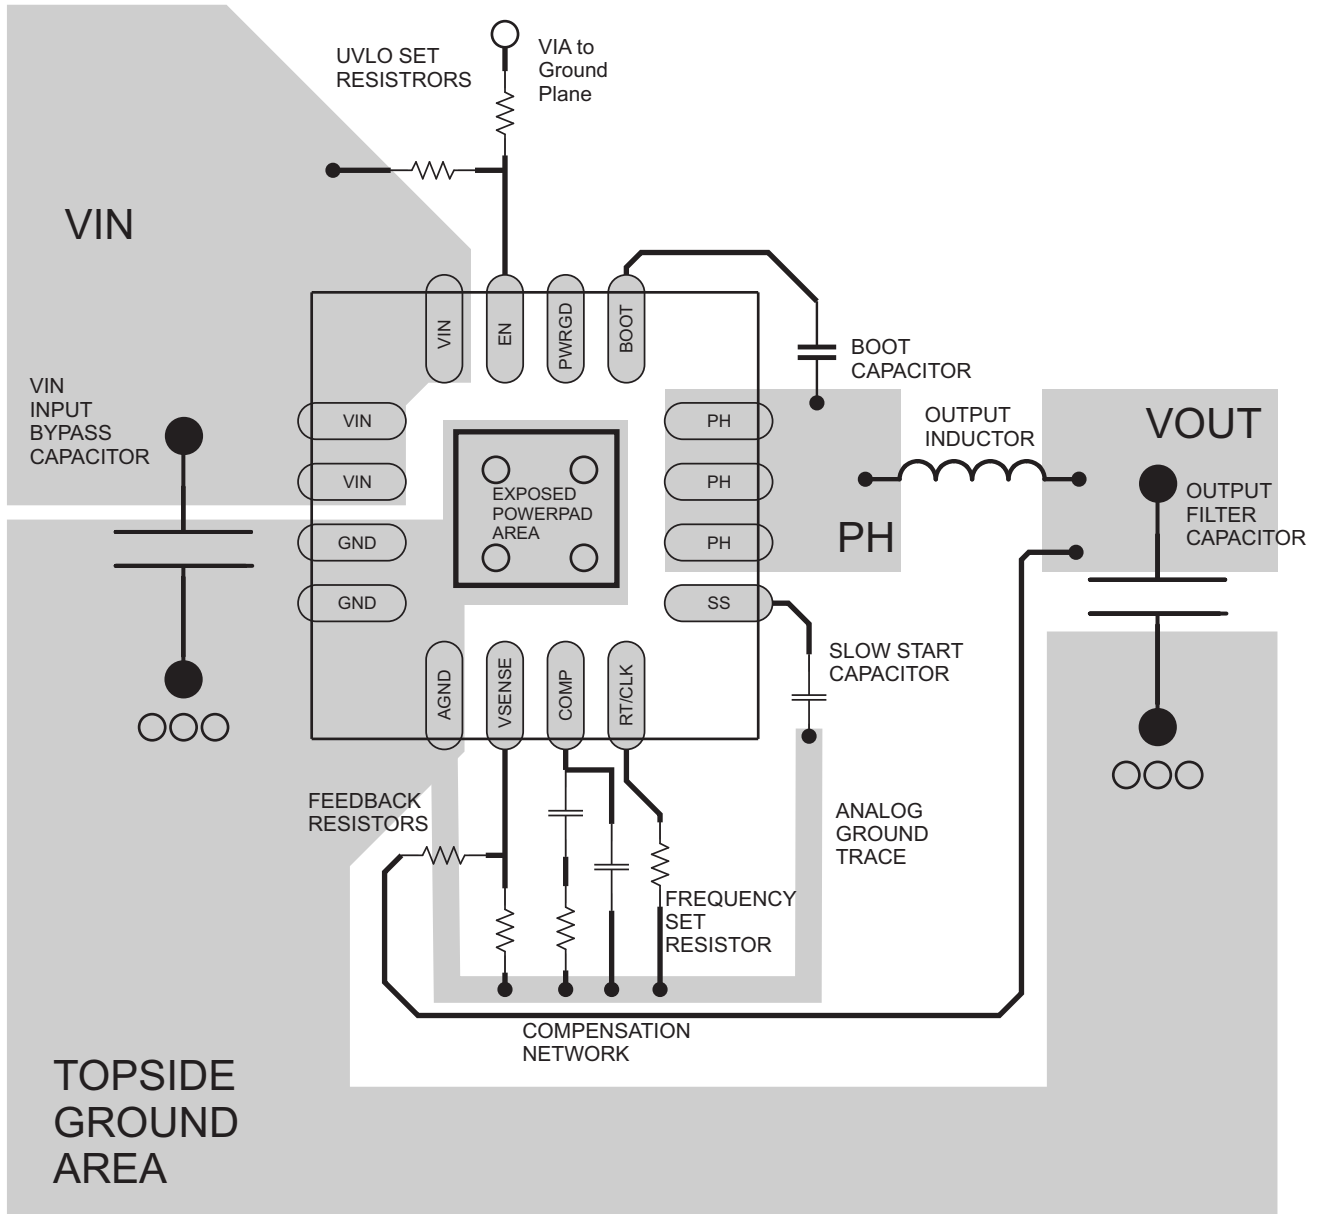 UVLO SET
RESISTRORS
VIA to
Ground
Plane
VIN
VIN
EN
PWRGD
BOOT
BOOT
CAPACITOR
VIN
INPUT
BYPASS
CAPACITOR
VIN
VIN
GND
GND
EXPOSED
POWERPAD
AREA
PH
PH
PH
SS
PH
OUTPUT
INDUCTOR
VOUT
OUTPUT
FILTER
CAPACITOR
SLOW START
CAPACITOR
AGND
VSENSE
COMP
RT/CLK
FEEDBACK
RESISTORS
ANALOG
GROUND
TRACE
FREQUENCY
SET
RESISTOR
COMPENSATION
NETWORK
TOPSIDE
GROUND
AREA